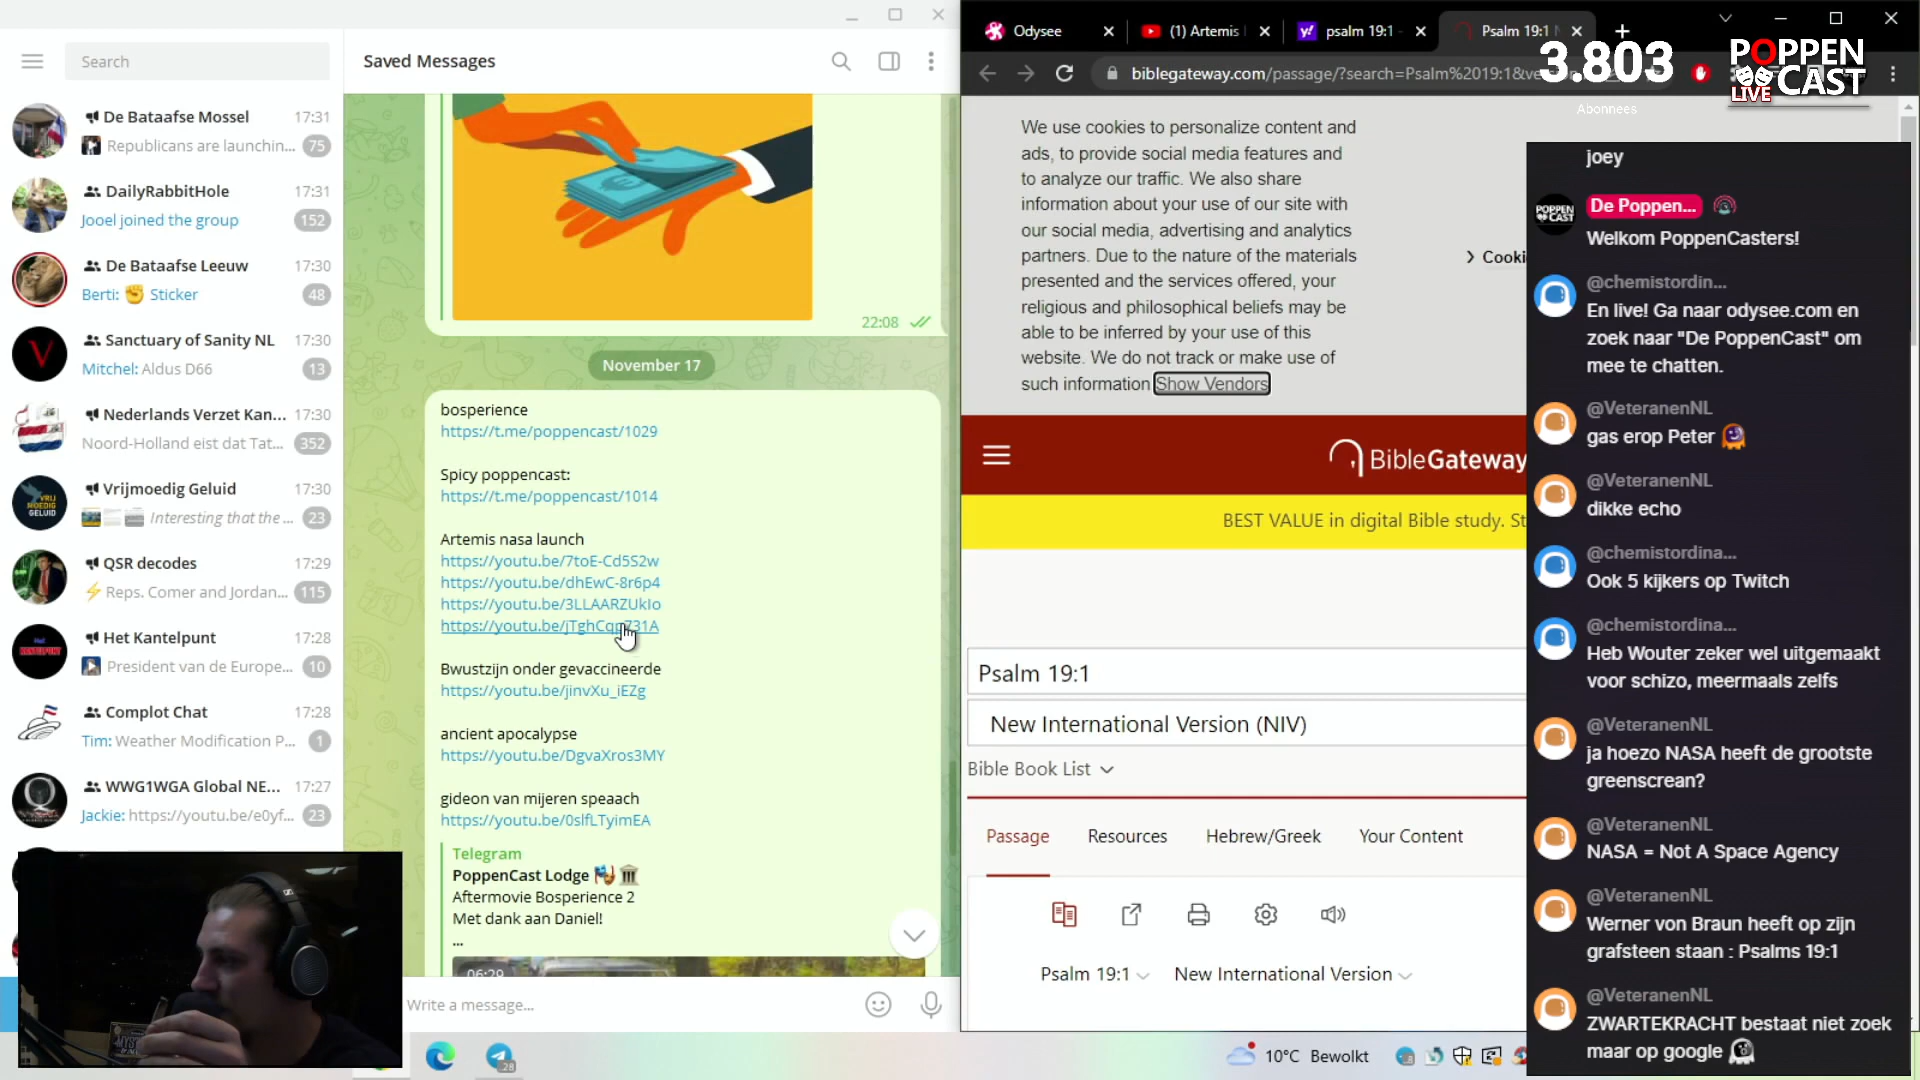 Search
Saved Messages
De Bataafse Mossel
17:31
Republicans are launchin...
75
DailyRabbitHole
17:31
Jooel joined the group
152
De Bataafse Leeuw
17:30
Berti: ✊ Sticker
48
Sanctuary of Sanity NL
17:30
Mitchel: Aldus D66
13
Nederlands Verzet Kan...
17:30
Noord-Holland eist dat Tat...
352
Vrijmoedig Geluid
17:30
Interesting that the ...
23
QSR decodes
17:29
⚡ Reps. Comer and Jordan...
115
Het Kantelpunt
17:28
President van de Europe...
10
Complot Chat
17:28
Tim: Weather Modification P...
1
WWG1WGA Global NE...
17:27
Jackie: https://youtu.be/e0yf...
23
22:08
November 17
bosperience
https://t.me/poppencast/1029
Spicy poppencast:
https://t.me/poppencast/1014
Artemis nasa launch
https://youtu.be/7toE-Cd5S2w
https://youtu.be/dhEwC-8r6p4
https://youtu.be/3LLAARZUkIo
Bwustzijn onder gevaccineerde
https://youtu.be/jinvXu_iEZg
ancient apocalypse
https://youtu.be/DgvaXros3MY
gideon van mijeren speaach
https://youtu.be/0slfLTyimEA
Telegram
PoppenCast Lodge 🎭🏛
Aftermovie Bosperience 2
Met dank aan Daniel!
...
06:29
Write a message...
Odysee
(1) Artemis
psalm 19:1 -
Psalm 19:1
biblegateway.com/passage/?search=Psalm%2019:1&ve
3.803
Abonnees
POPPEN
CAST
LIVE
We use cookies to personalize content and
ads, to provide social media features and
to analyze our traffic. We also share
information about your use of our site with
our social media, advertising and analytics
partners. Due to the nature of the materials
presented and the services offered, your
religious and philosophical beliefs may be
able to be inferred by your use of this
website. We do not track or make use of
such information Show Vendors
Cooki
BibleGateway
BEST VALUE in digital Bible study. St
Psalm 19:1
New International Version (NIV)
Bible Book List
Passage
Resources
Hebrew/Greek
Your Content
Psalm 19:1
New International Version
joey
De Poppen...
Welkom PoppenCasters!
@chemistordin...
En live! Ga naar odysee.com en
zoek naar "De PoppenCast" om
mee te chatten.
@VeteranenNL
gas erop Peter
@VeteranenNL
dikke echo
@chemistordina...
Ook 5 kijkers op Twitch
@chemistordina...
Heb Wouter zeker wel uitgemaakt
voor schizo, meermaals zelfs
@VeteranenNL
ja hoezo NASA heeft de grootste
greenscrean?
@VeteranenNL
NASA = Not A Space Agency
@VeteranenNL
Werner von Braun heeft op zijn
grafsteen staan : Psalms 19:1
@VeteranenNL
ZWARTEKRACHT bestaat niet zoek
maar op google
10°C Bewolkt
28